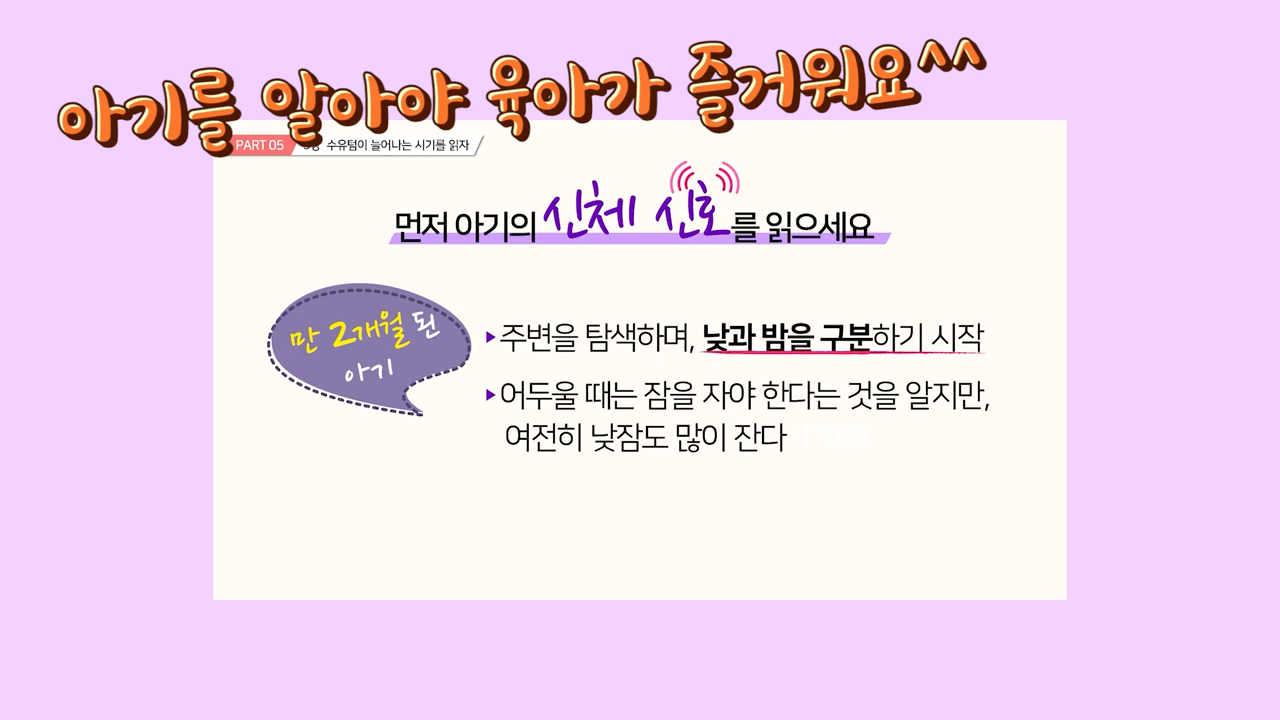 아기를 알아야 육아가 즐거워요^^
PART 05 수유텀이 늘어나는 시기를 읽자
먼저 아기의 신체 신호를 읽으세요
만 2개월 된
아기
▶주변을 탐색하며, 낮과 밤을 구분하기 시작
▶어두울 때는 잠을 자야 한다는 것을 알지만,
여전히 낮잠도 많이 잔다